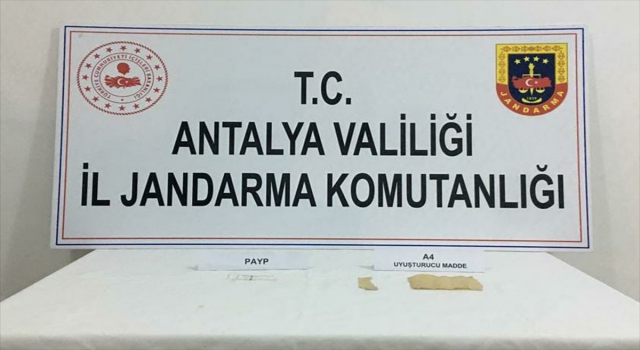 T.C.
ANTALYA VALİLİĞİ
İL JANDARMA KOMUTANLIĞI
JANDARMA
PAYP
A4
UYUŞTURUCU MADDE